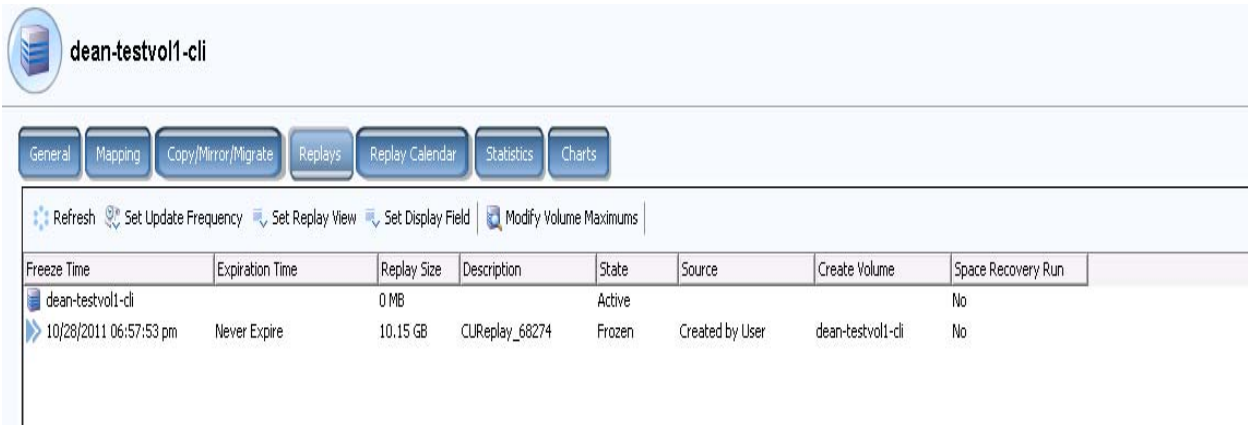 dean-testvol1-cli
General Mapping Copy/Mirror/Migrate Replays Replay Calendar Statistics Charts
Refresh Set Update Frequency Set Replay View Set Display Field Modify Volume Maximums
Freeze Time Expiration Time Replay Size Description State Source Create Volume Space Recovery Run
dean-testvol1-cli 0 MB Active No
10/28/2011 06:57:53 pm Never Expire 10.15 GB CUReplay_68274 Frozen Created by User dean-testvol1-cli No